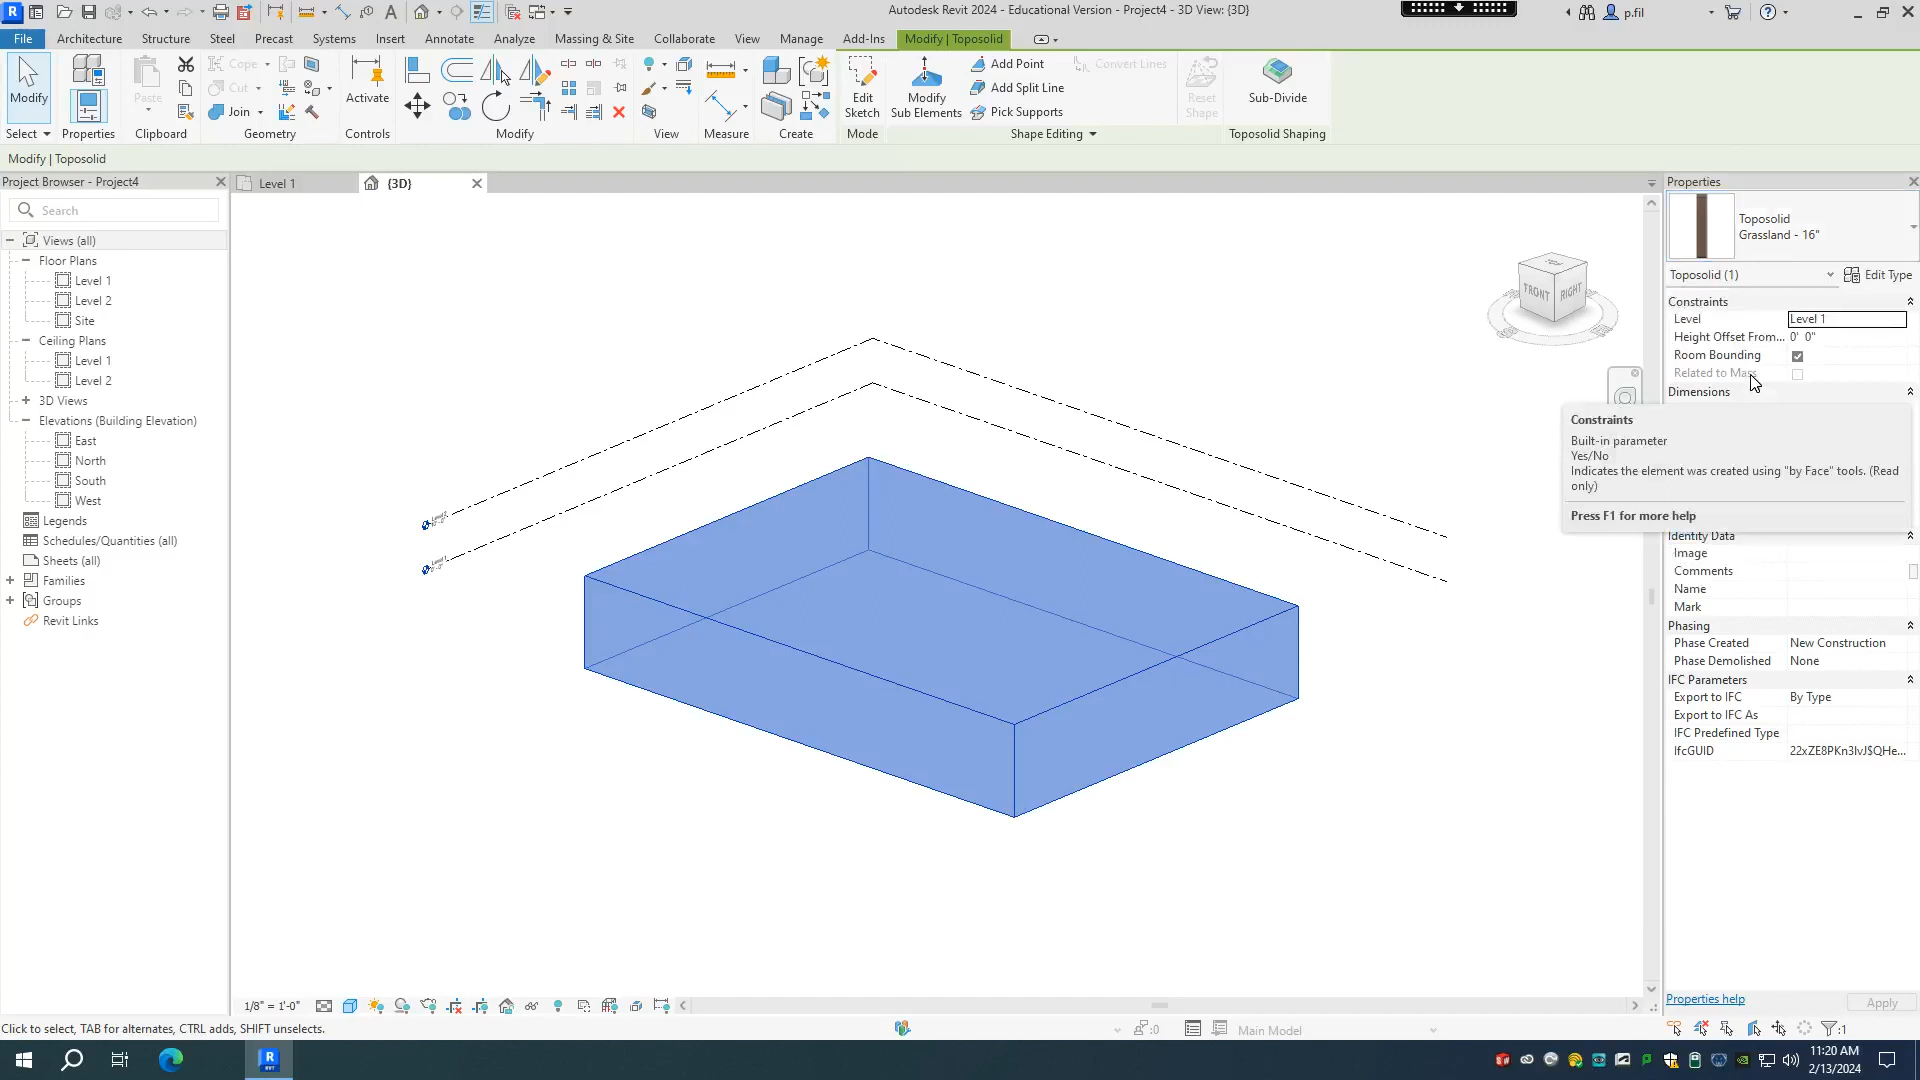 Autodesk Revit 2024 - Educational Version - Project4 - 3D View: {3D}
p.fil
File
Architecture
Structure
Steel
Precast
Systems
Insert
Annotate
Analyze
Massing & Site
Collaborate
View
Manage
Add-Ins
Modify | Toposolid
Modify
Select
Properties
Paste
Clipboard
Cope
Cut
Join
Geometry
Activate
Controls
Modify
View
Measure
Create
Edit
Sketch
Mode
Modify
Sub Elements
Add Point
Add Split Line
Pick Supports
Convert Lines
Shape Editing
Reset
Shape
Sub-Divide
Toposolid Shaping
Modify | Toposolid
Project Browser - Project4
Search
Views (all)
Floor Plans
Level 1
Level 2
Site
Ceiling Plans
Level 1
Level 2
3D Views
Elevations (Building Elevation)
East
North
South
West
Legends
Schedules/Quantities (all)
Sheets (all)
Families
Groups
Revit Links
Level 1
{3D}
FRONT
RIGHT
Properties
Toposolid
Grassland - 16"
Toposolid (1)
Edit Type
Constraints
Level
Level 1
Height Offset From...
0' 0"
Room Bounding
Related to Mass
Dimensions
Constraints
Built-in parameter
Yes/No
Indicates the element was created using "by Face" tools. (Read
only)
Press F1 for more help
Identity Data
Image
Comments
Name
Mark
Phasing
Phase Created
New Construction
Phase Demolished
None
IFC Parameters
Export to IFC
By Type
Export to IFC As
IFC Predefined Type
IfcGUID
22xZE8PKn3IvJ$QHe...
Properties help
Apply
1/8" = 1'-0"
Click to select, TAB for alternates, CTRL adds, SHIFT unselects.
:0
Main Model
:1
11:20 AM
2/13/2024